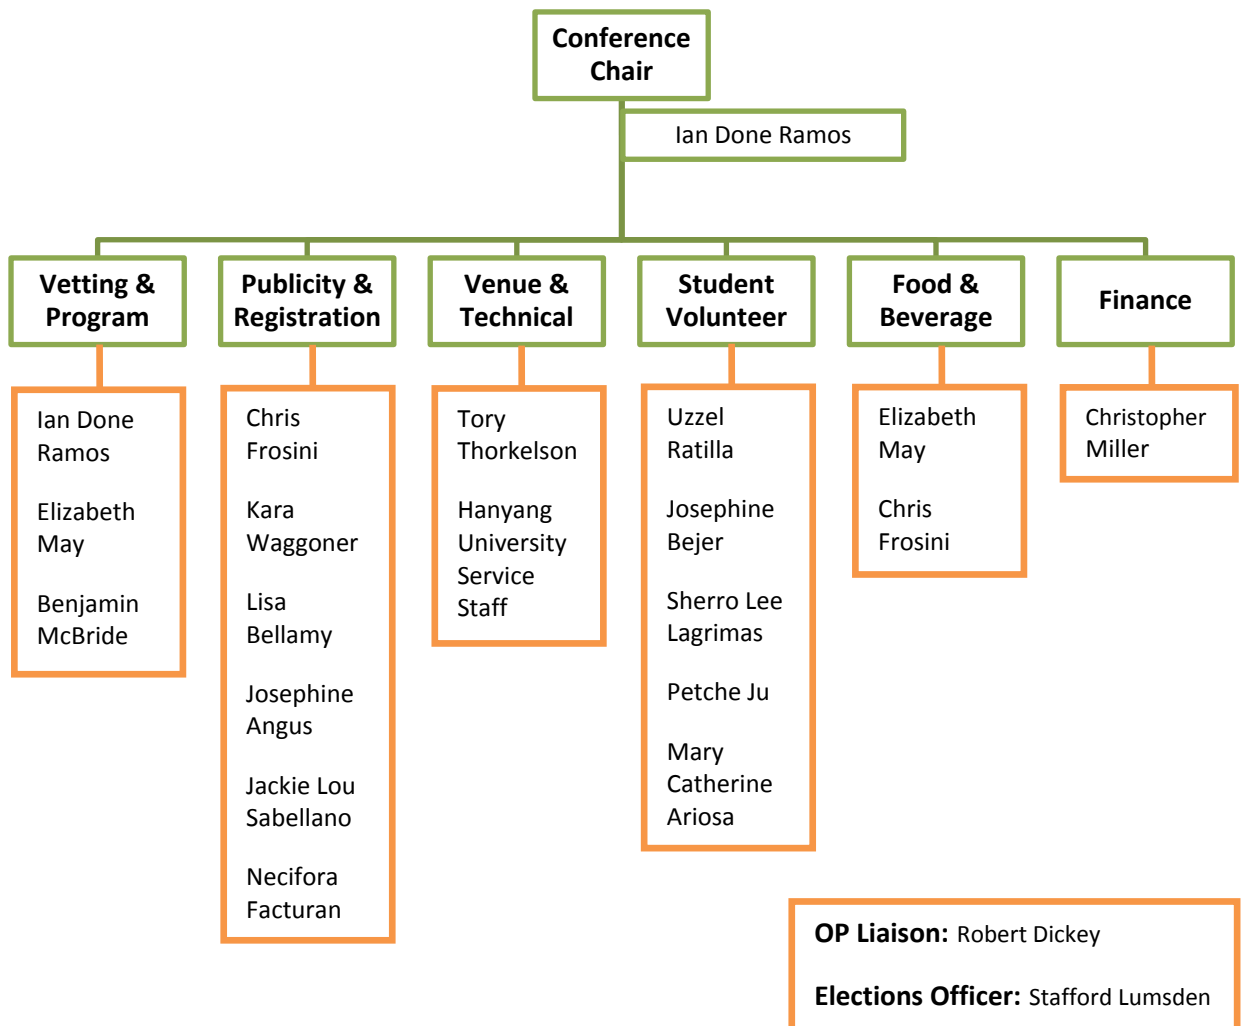 Conference
Chair
Ian Done Ramos
Vetting &
Program
Publicity &
Registration
Venue &
Technical
Student
Volunteer
Food &
Beverage
Finance
Ian Done
Ramos
Elizabeth
May
Benjamin
McBride
Chris
Frosini
Kara
Waggoner
Lisa
Bellamy
Josephine
Angus
Jackie Lou
Sabellano
Necifora
Facturan
Tory
Thorkelson
Hanyang
University
Service
Staff
Uzzel
Ratilla
Josephine
Bejer
Sherro Lee
Lagrimas
Petche Ju
Mary
Catherine
Ariosa
Elizabeth
May
Chris
Frosini
Christopher
Miller
OP Liaison: Robert Dickey
Elections Officer: Stafford Lumsden